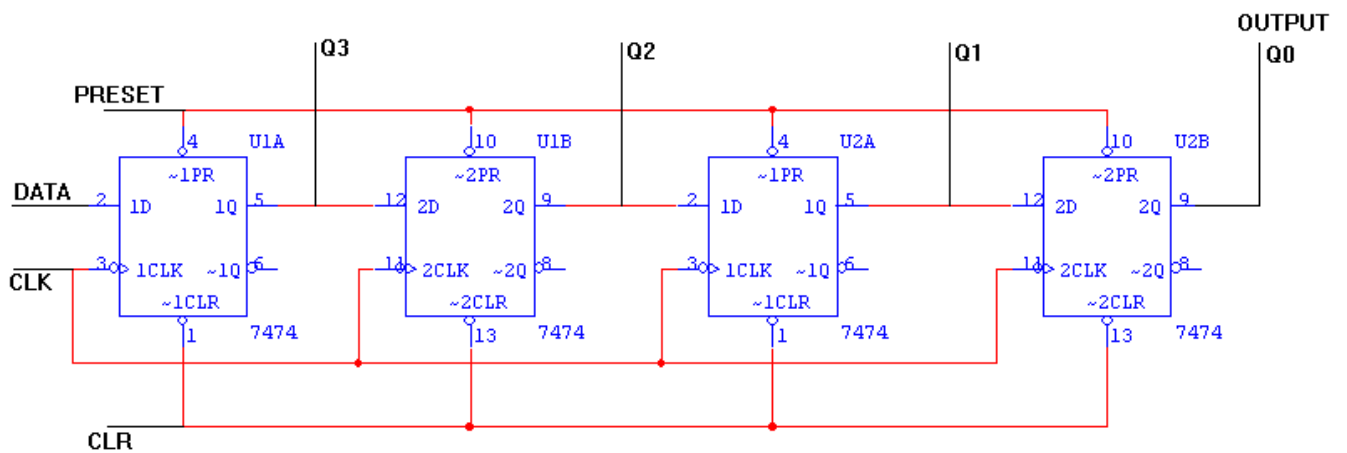 OUTPUT
Q3 Q2 Q1 Q0
PRESET
4 U1A 10 U1B 4 U2A 10 U2B
~1PR ~2PR ~1PR ~2PR
DATA 2 1D 1Q 5 12 2D 2Q 9 2 1D 1Q 5 12 2D 2Q 9
CLK 3 1CLK ~1Q 6 11 2CLK ~2Q 8 3 1CLK ~1Q 6 11 2CLK ~2Q 8
~1CLR ~2CLR ~1CLR ~2CLR
1 7474 13 7474 1 7474 13 7474
CLR